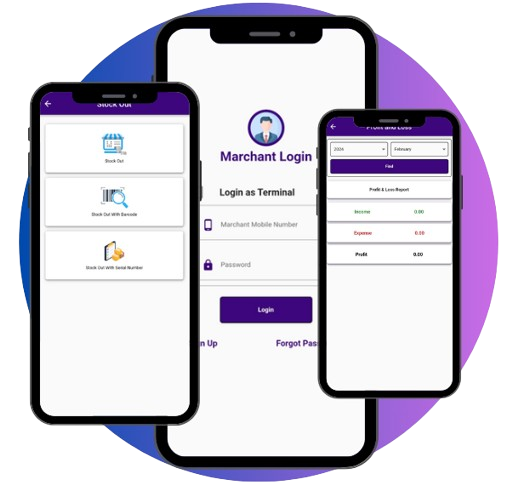 Stock Out
Stock Out
Stock Out With Barcode
Stock Out With Serial Number
Marchant Login
Login as Terminal
Marchant Mobile Number
Password
Login
n Up
Forgot Pas
Profit and Loss
2024
February
Find
Profit & Loss Report
Income 0.00
Expense 0.00
Profit 0.00